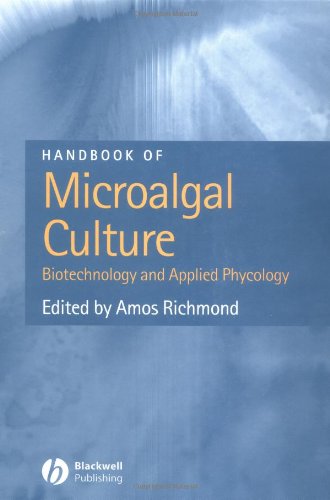 HANDBOOK OF
Microalgal
Culture
Biotechnology and Applied Phycology
Edited by Amos Richmond
Blackwell
Publishing